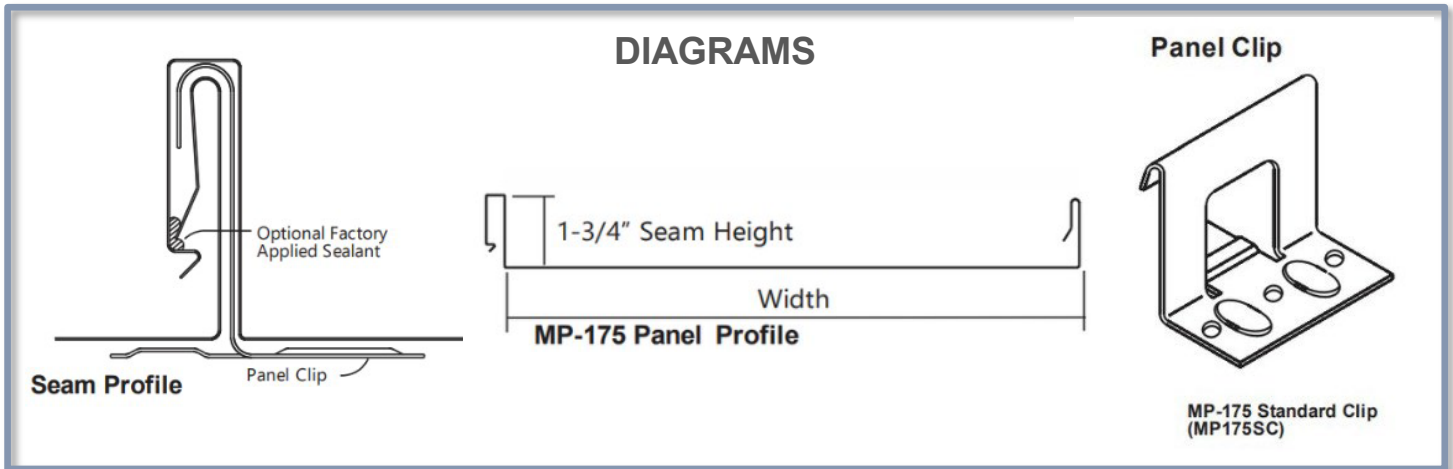 DIAGRAMS
Panel Clip
Optional Factory
Applied Sealant
1-3/4" Seam Height
Width
MP-175 Panel Profile
Panel Clip
Seam Profile
MP-175 Standard Clip
(MP175SC)